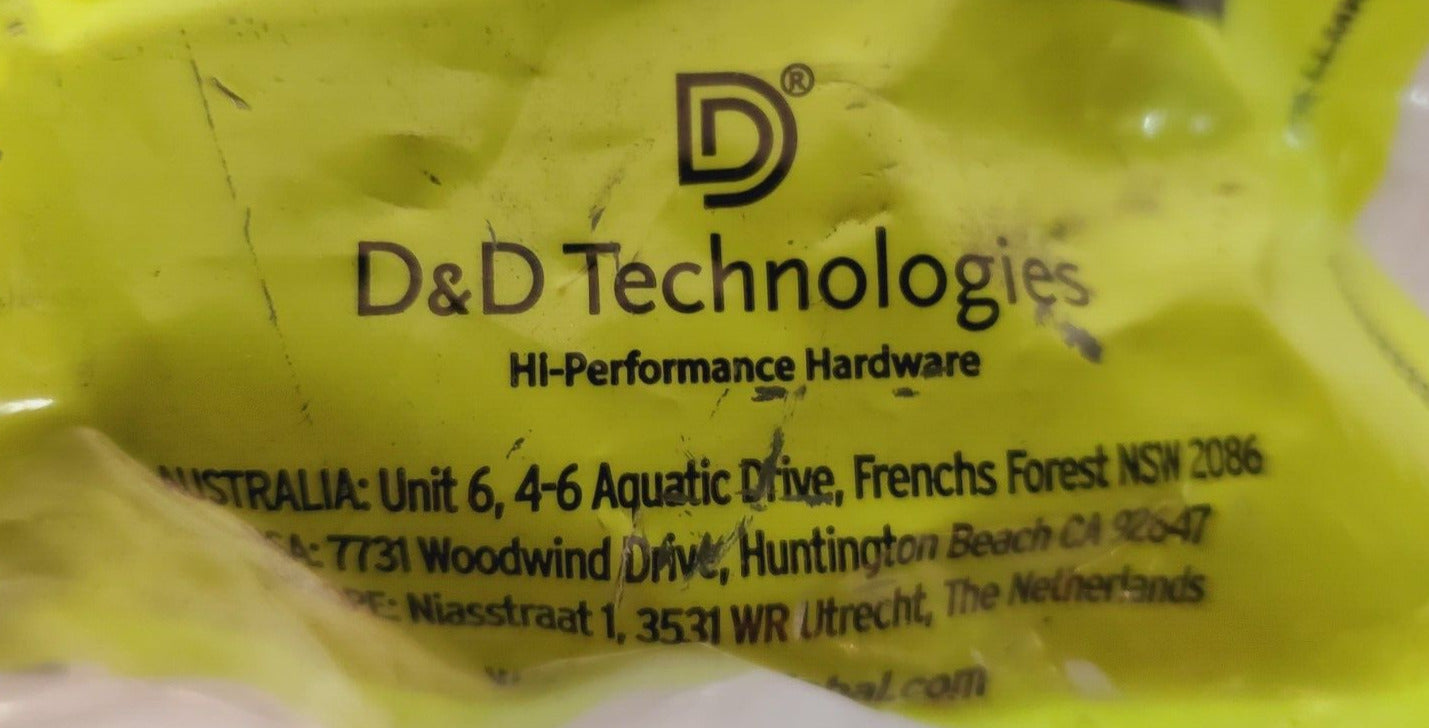 D®
D&D Technologies
HI-Performance Hardware
AUSTRALIA: Unit 6, 4-6 Aquatic Drive, Frenchs Forest NSW 2086
7731 Woodwind Drive, Huntington Beach CA 92647
Niasstraat 1, 3531 WR Utrecht, The Netherlands